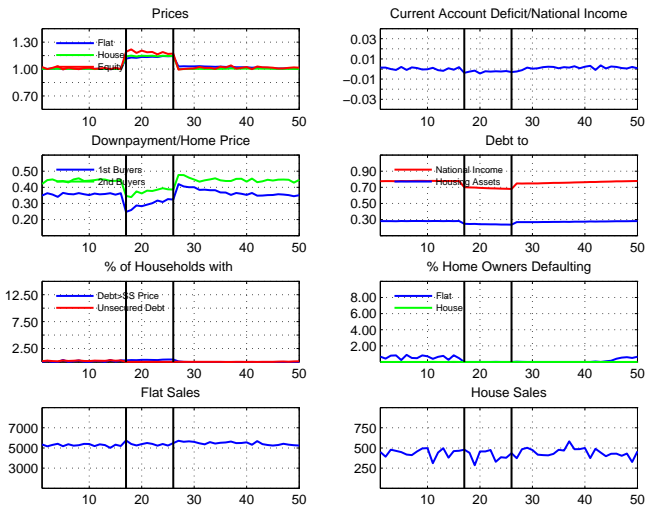 Prices
1.30
1.00
0.70
Flat
House
Equity
10 20 30 40 50
Current Account Deficit/National Income
0.03
0.01
−0.01
−0.03
10 20 30 40 50
Downpayment/Home Price
0.50
0.40
0.30
0.20
1st Buyers
2nd Buyers
10 20 30 40 50
Debt to
0.90
0.70
0.50
0.30
National Income
Housing Assets
10 20 30 40 50
% of Households with
12.50
7.50
2.50
Debt>SS Price
Unsecured Debt
10 20 30 40 50
% Home Owners Defaulting
8.00
6.00
4.00
2.00
Flat
House
10 20 30 40 50
Flat Sales
7000
5000
3000
10 20 30 40 50
House Sales
750
500
250
10 20 30 40 50